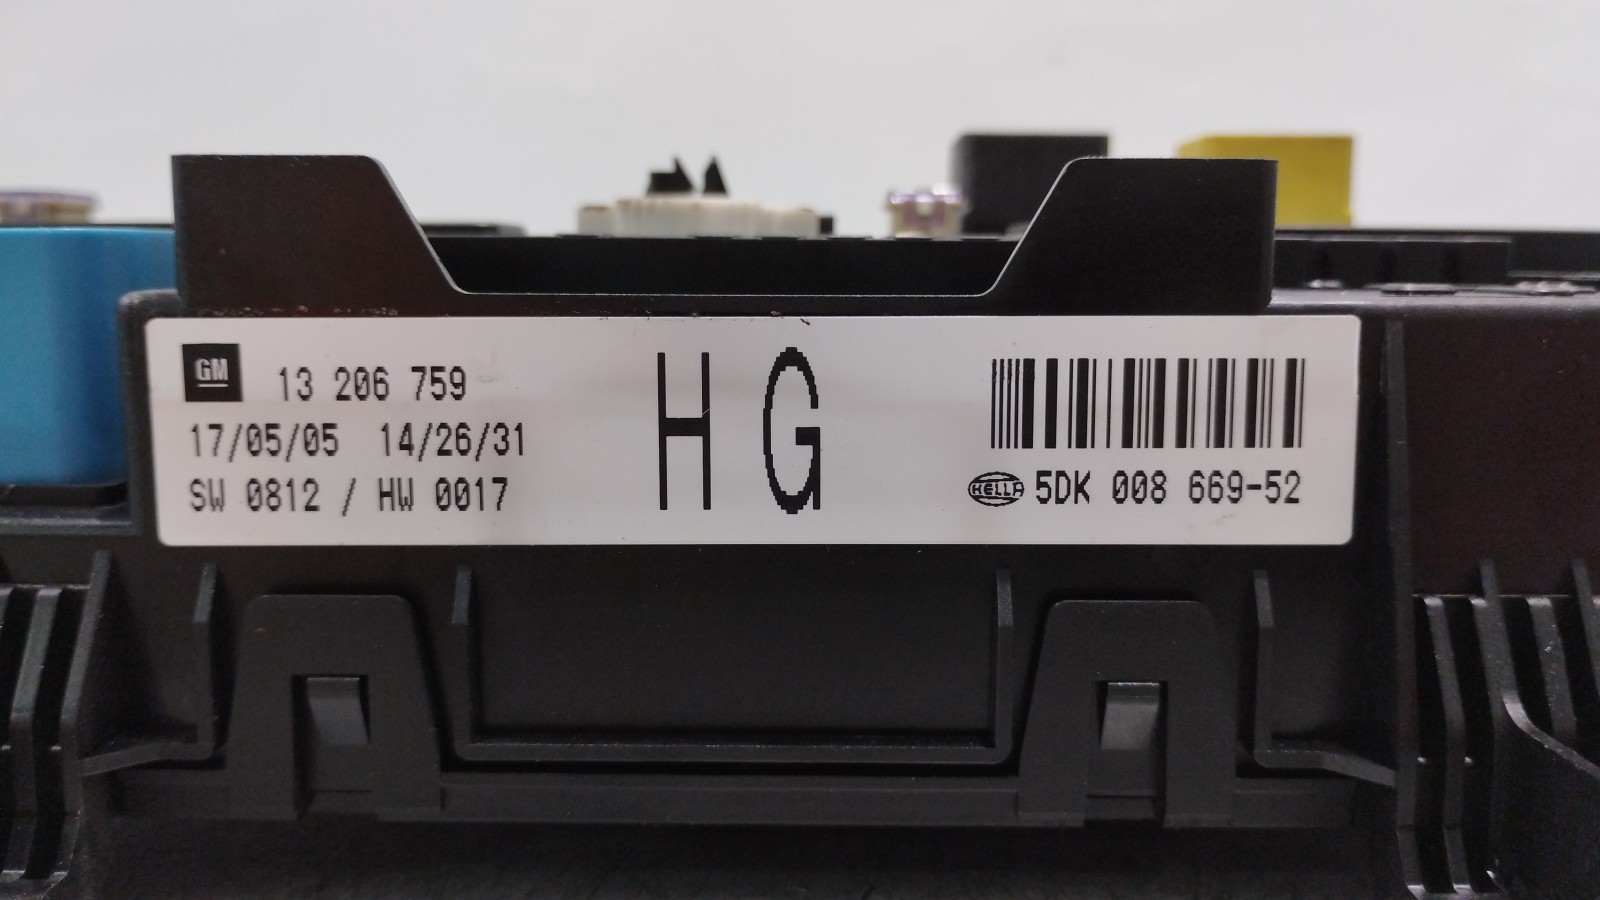 GM 13 206 759
17/05/05 14/26/31
SW 0812 / HW 0017
HG
HELLA 5DK 008 669-52